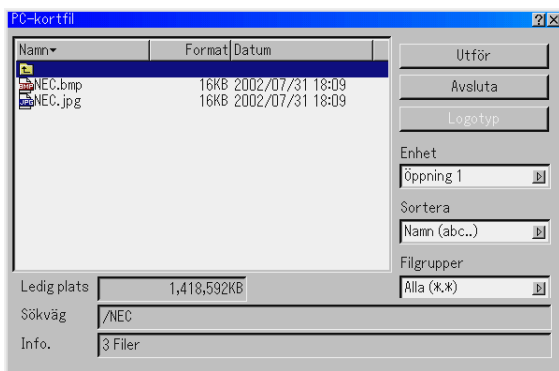 PC-kortfil
Namn Format Datum
NEC.bmp 16KB 2002/07/31 18:09
NEC.jpg 16KB 2002/07/31 18:09
Utför
Avsluta
Logotyp
Enhet
Öppning 1
Sortera
Namn (abc..)
Filgrupper
Alla (*.*)
Ledig plats 1,418,592KB
Sökväg /NEC
Info. 3 Filer